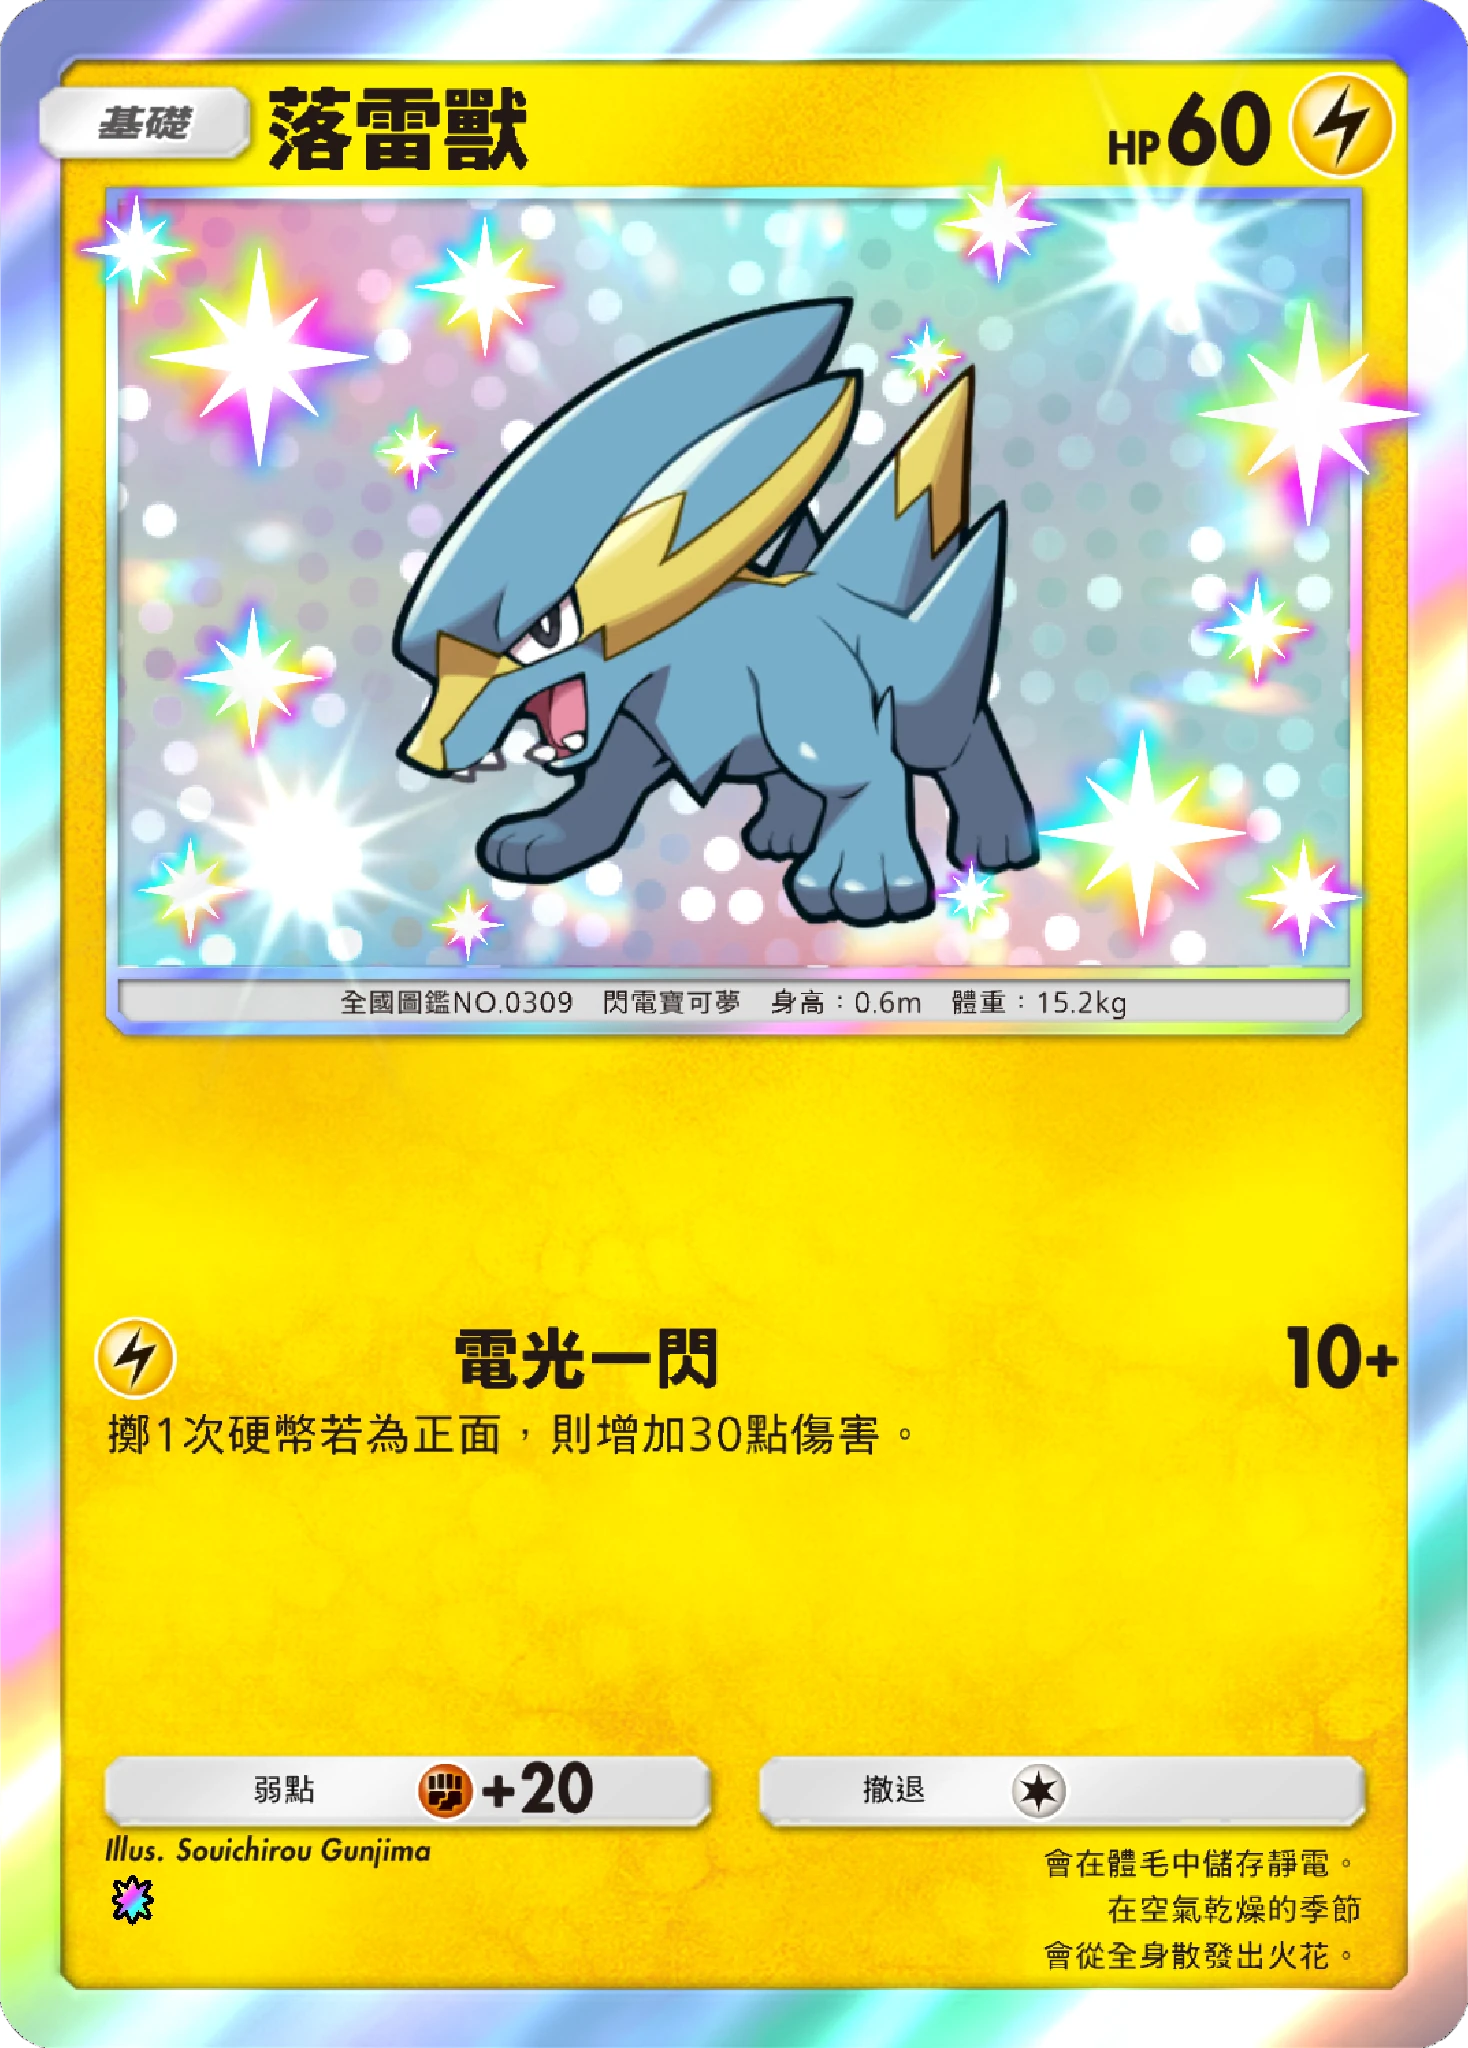 基礎 落雷獸 HP60
全國圖鑑NO.0309 閃電寶可夢 身高：0.6m 體重：15.2kg
電光一閃 10+
擲1次硬幣若為正面，則增加30點傷害。
弱點 +20 撤退
Illus. Souichirou Gunjima
會在體毛中儲存靜電。
在空氣乾燥的季節
會從全身散發出火花。